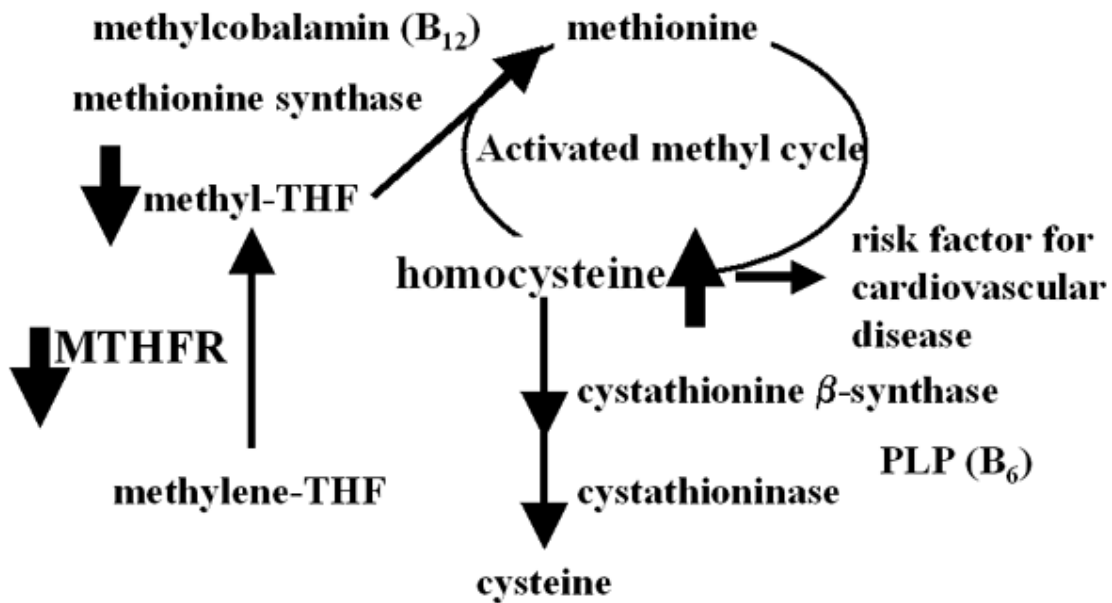 methylcobalamin (B₁₂)
methionine
methionine synthase
Activated methyl cycle
methyl-THF
homocysteine
risk factor for
cardiovascular
disease
MTHFR
cystathionine β-synthase
PLP (B₆)
methylene-THF
cystathioninase
cysteine